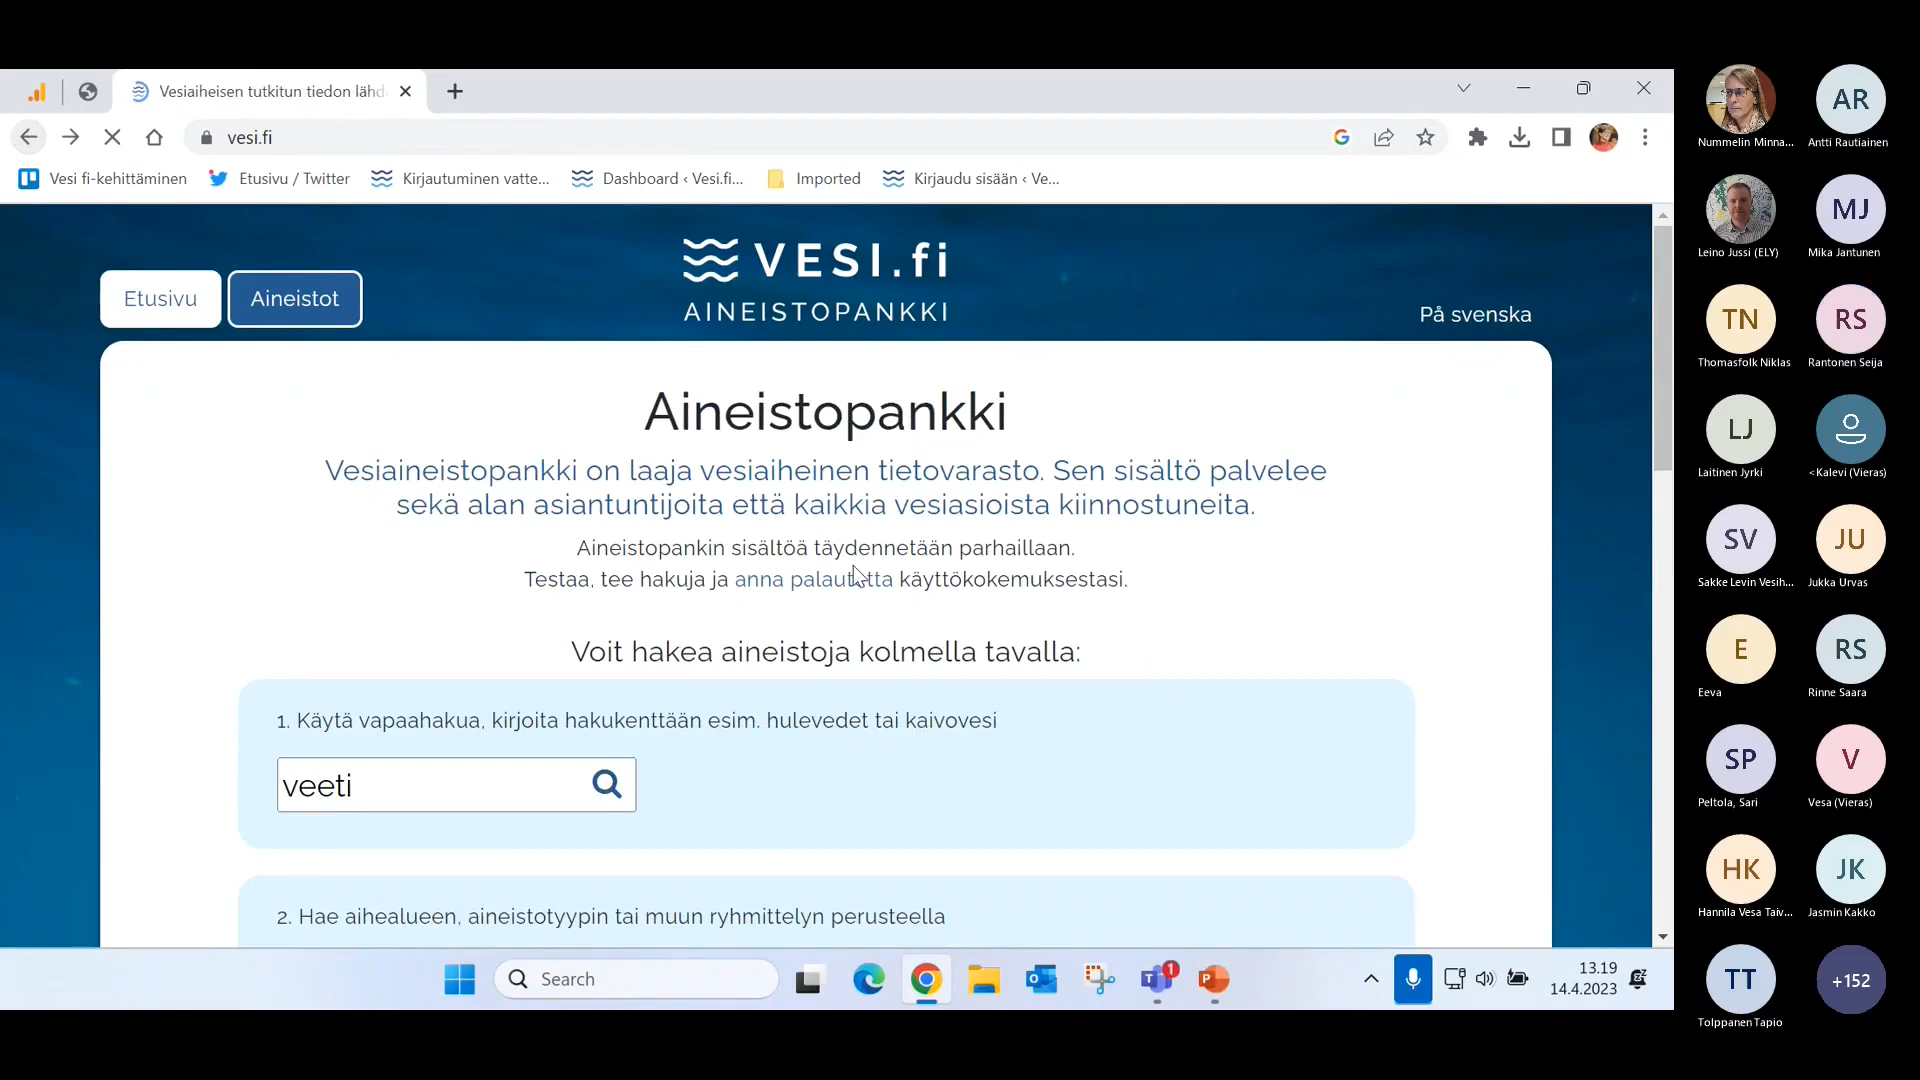 Vesiaiheisen tutkitun tiedon lähd
vesi.fi
Vesi fi-kehittäminen
Etusivu / Twitter
Kirjautuminen vatte...
Dashboard ‹ Vesi.fi...
Imported
Kirjaudu sisään ‹ Ve...
VESI.fi
AINEISTOPANKKI
Etusivu
Aineistot
På svenska
Aineistopankki
Vesiaineistopankki on laaja vesiaiheinen tietovarasto. Sen sisältö palvelee
sekä alan asiantuntijoita että kaikkia vesiasioista kiinnostuneita.
Aineistopankin sisältöä täydennetään parhaillaan.
Testaa, tee hakuja ja anna palautetta käyttökokemuksestasi.
Voit hakea aineistoja kolmella tavalla:
1. Käytä vapaahakua, kirjoita hakukenttään esim. hulevedet tai kaivovesi
veeti
2. Hae aihealueen, aineistotyypin tai muun ryhmittelyn perusteella
Search
1
13.19
14.4.2023
Nummelin Minna...
AR
Antti Rautiainen
Leino Jussi (ELY)
MJ
Mika Jantunen
TN
Thomasfolk Niklas
RS
Rantonen Seija
LJ
Laitinen Jyrki
<Kalevi (Vieras)
SV
Sakke Levin Vesih...
JU
Jukka Urvas
E
Eeva
RS
Rinne Saara
SP
Peltola, Sari
V
Vesa (Vieras)
HK
Hannila Vesa Taiv...
JK
Jasmin Kakko
TT
Tolppanen Tapio
+152